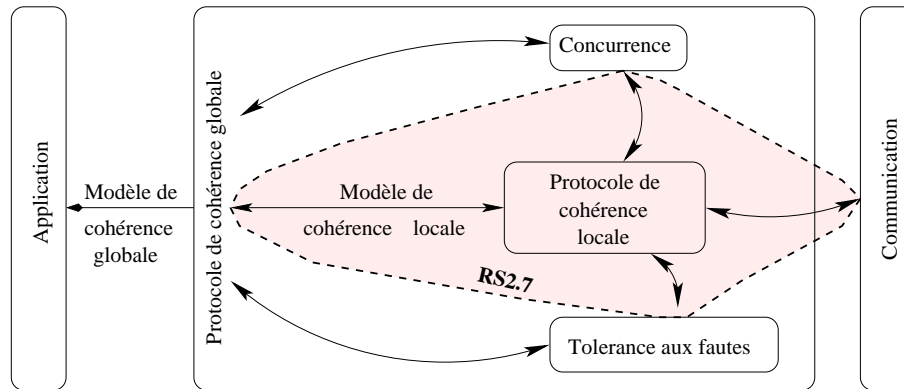 Application
Modèle de
cohérence
globale
Protocole de cohérence globale
Concurrence
Modèle de
cohérence locale
Protocole de
cohérence
locale
RS2.7
Tolerance aux fautes
Communication